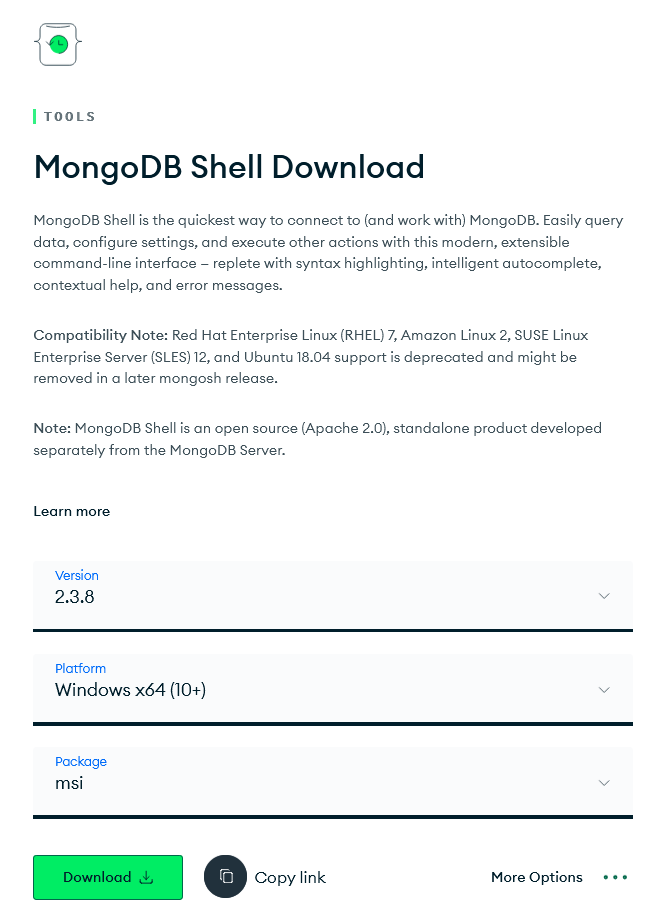 TOOLS
MongoDB Shell Download
MongoDB Shell is the quickest way to connect to (and work with) MongoDB. Easily query
data, configure settings, and execute other actions with this modern, extensible
command-line interface — replete with syntax highlighting, intelligent autocomplete,
contextual help, and error messages.
Compatibility Note: Red Hat Enterprise Linux (RHEL) 7, Amazon Linux 2, SUSE Linux
Enterprise Server (SLES) 12, and Ubuntu 18.04 support is deprecated and might be
removed in a later mongosh release.
Note: MongoDB Shell is an open source (Apache 2.0), standalone product developed
separately from the MongoDB Server.
Learn more
Version
2.3.8
Platform
Windows x64 (10+)
Package
msi
Download Copy link More Options